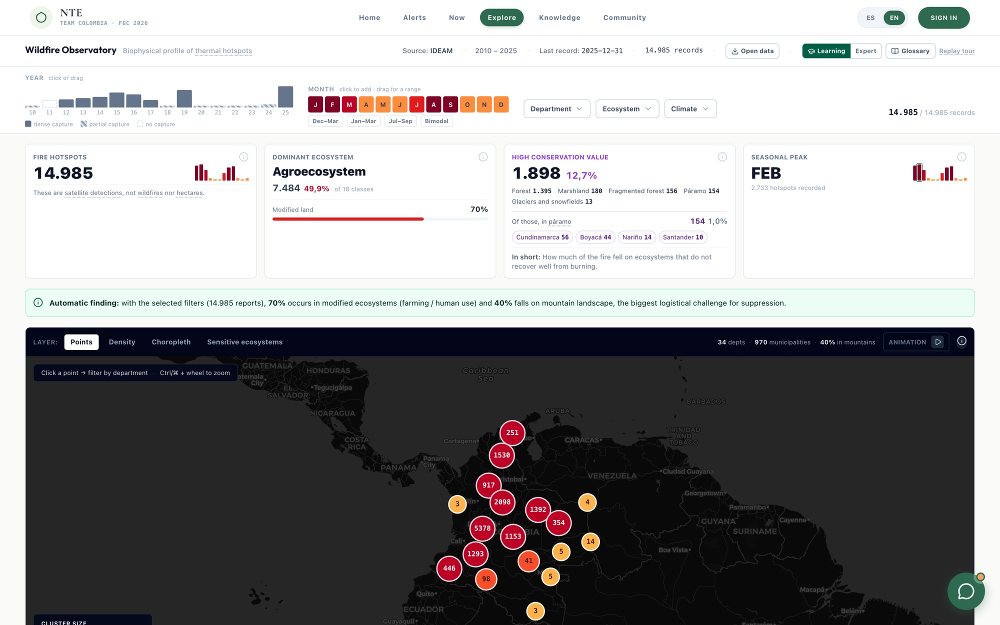 NTE
TEAM COLOMBIA · FGC 2026
Home Alerts Now Explore Knowledge Community
ES EN SIGN IN
Wildfire Observatory Biophysical profile of thermal hotspots
Source: IDEAM · 2010 – 2025 · Last record: 2025-12-31 · 14.985 records · Open data · Learning Expert Glossary Replay tour
YEAR click or drag
10 11 12 13 14 15 16 17 18 19 20 21 22 23 24 25
dense capture partial capture no capture
MONTH click to add · drag for a range
J F M A M J J A S O N D
Dec–Mar Jan–Mar Jul–Sep Bimodal
Department Ecosystem Climate
14.985 / 14.985 records
FIRE HOTSPOTS
14.985
These are satellite detections, not wildfires nor hectares.
DOMINANT ECOSYSTEM
Agroecosystem
7.484 49,9% of 18 classes
Modified land 70%
HIGH CONSERVATION VALUE
1.898 12,7%
Forest 1.395 Marshland 180 Fragmented forest 156 Páramo 154
Glaciers and snowfields 13
Of those, in páramo 154 1,0%
Cundinamarca 56 Boyacá 44 Nariño 14 Santander 10
In short: How much of the fire fell on ecosystems that do not
recover well from burning.
SEASONAL PEAK
FEB
2.733 hotspots recorded
Automatic finding: with the selected filters (14.985 reports), 70% occurs in modified ecosystems (farming / human use) and 40% falls on mountain landscape, the biggest logistical challenge for suppression.
LAYER: Points Density Choropleth Sensitive ecosystems
34 depts · 970 municipalities · 40% in mountains ANIMATION
Click a point → filter by department · Ctrl/⌘ + wheel to zoom
GUATEMALA
atemala
City
HONDURAS
Tegucigalpa
EL
SALVADOR
NICARAGUA
Caribbean
Sea
BARBADOS
ARUBA
TRINIDAD
AND
TOBAGO
COSTA
RICA
Cartagena
CARACAS
251
1530
Panama
City
PANAMA
VENEZUELA
Ciudad Guayana
917
ristobal
Georgetown
3
2098
1392
4
Paramaribo
354
GUYANA
Cayenne
SURINAME
5378
1153
Cali
14
5
Boa Vista
1293
41
446
98
5
Quito
Macapá
ECUADOR
3
Belém
Guayaquil
CLUSTER SIZE